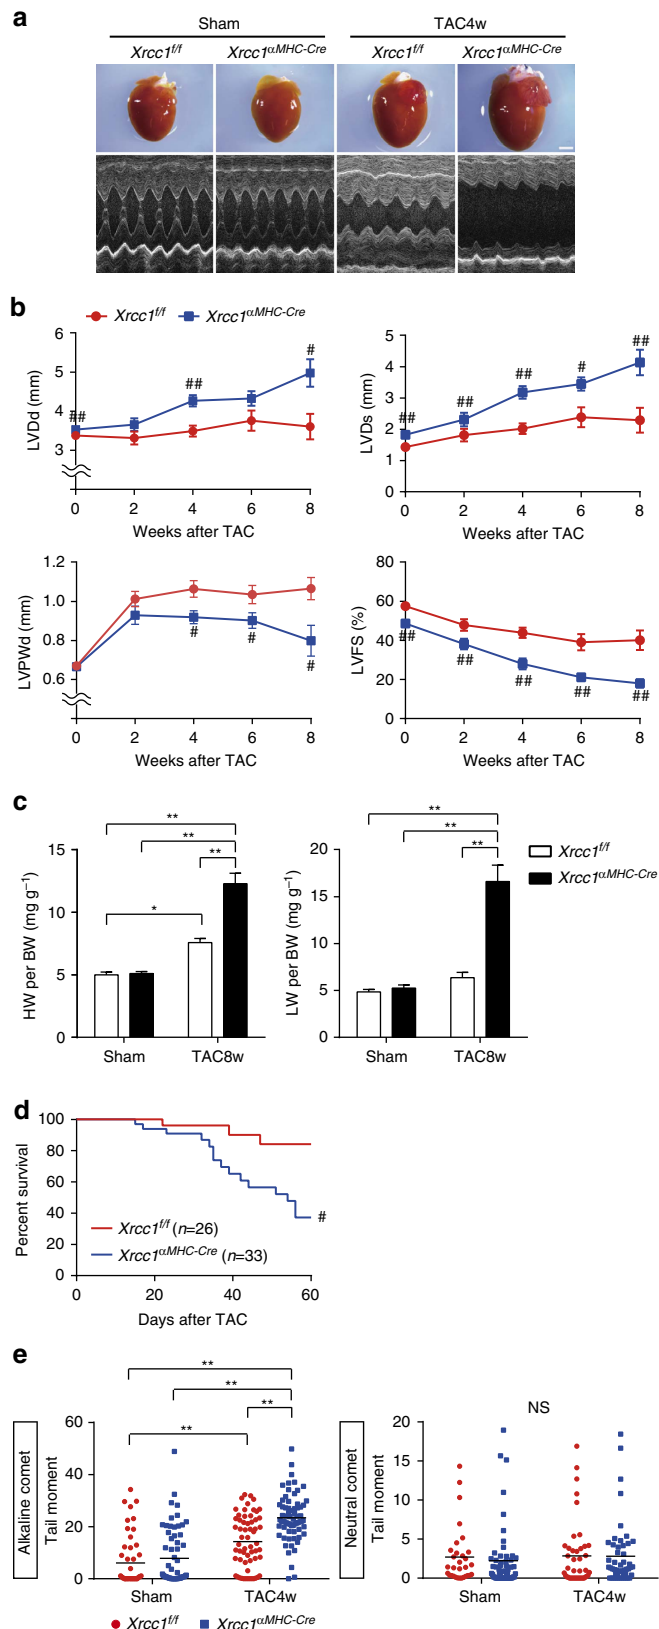 a
Sham TAC4w
Xrcc1f/f Xrcc1αMHC-Cre Xrcc1f/f Xrcc1αMHC-Cre
b
Xrcc1f/f Xrcc1αMHC-Cre
LVDd (mm)
6
5
4
3
## ## #
0 2 4 6 8
Weeks after TAC
LVDs (mm)
5
4
3
2
1
0
## ## ## # ##
0 2 4 6 8
Weeks after TAC
LVPWd (mm)
1.2
1.0
0.8
0.6
# # #
0 2 4 6 8
Weeks after TAC
LVFS (%)
80
60
40
20
0
## ## ## ## ##
0 2 4 6 8
Weeks after TAC
c
HW per BW (mg g−1)
15
10
5
0
**
**
**
*
Sham TAC8w
LW per BW (mg g−1)
20
15
10
5
0
**
**
**
Sham TAC8w
Xrcc1f/f
Xrcc1αMHC-Cre
d
Percent survival
100
80
60
40
20
0
Xrcc1f/f (n=26)
Xrcc1αMHC-Cre (n=33)
#
0 20 40 60
Days after TAC
e
Alkaline comet
Tail moment
60
40
20
0
**
**
**
**
Sham TAC4w
Neutral comet
Tail moment
20
15
10
5
0
NS
Sham TAC4w
Xrcc1f/f Xrcc1αMHC-Cre